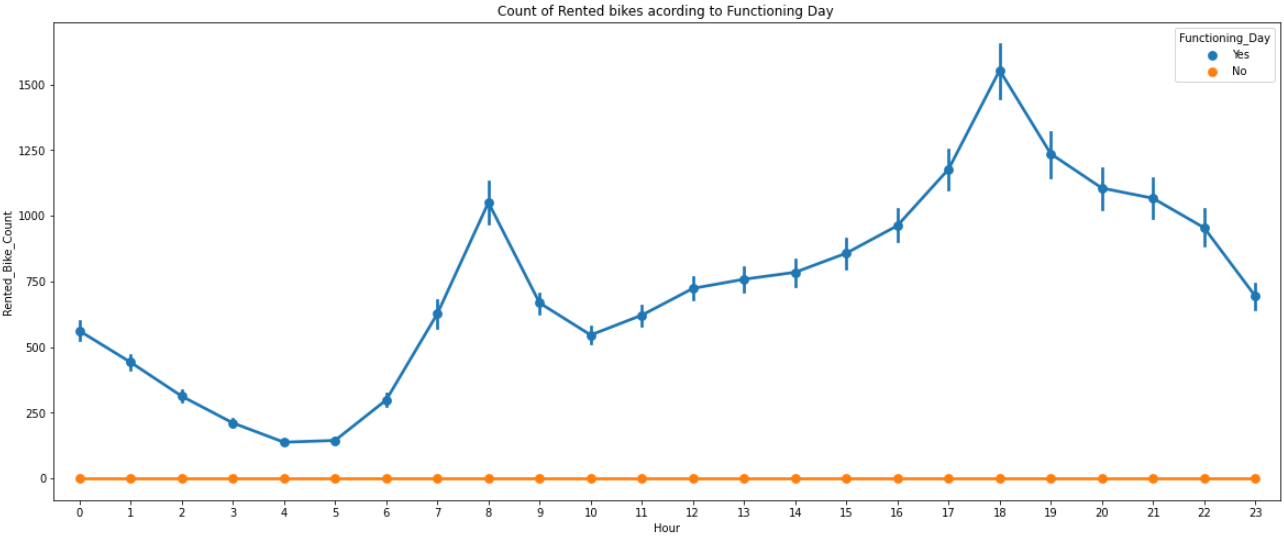 Count of Rented bikes acording to Functioning Day
Functioning_Day
Yes
No
Rented_Bike_Count
1500
1250
1000
750
500
250
0
0 1 2 3 4 5 6 7 8 9 10 11 12 13 14 15 16 17 18 19 20 21 22 23
Hour